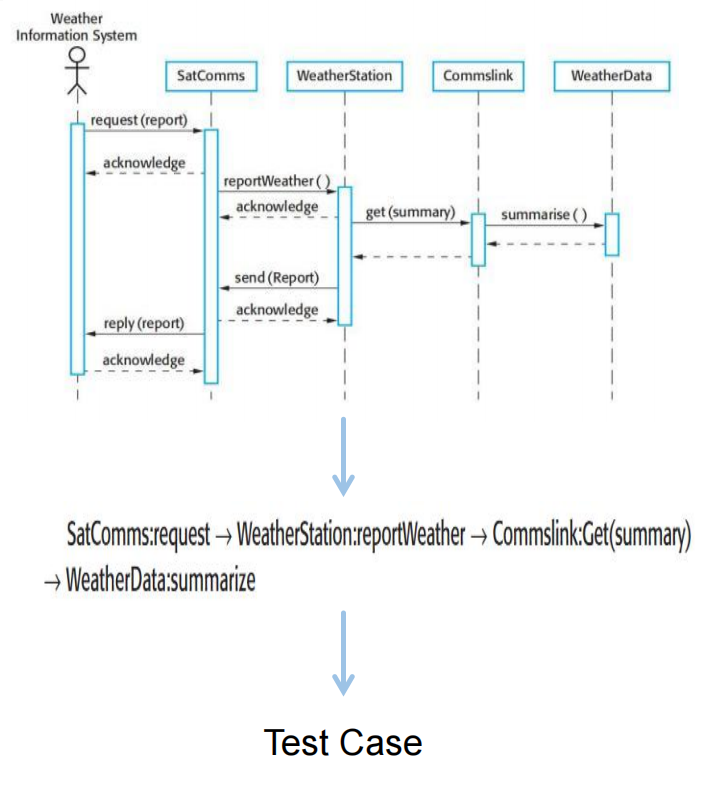 Weather
Information System
SatComms
WeatherStation
Commslink
WeatherData
request (report)
acknowledge
reportWeather ( )
acknowledge
get (summary)
summarise ( )
send (Report)
acknowledge
reply (report)
acknowledge
SatComms:request → WeatherStation:reportWeather → Commslink:Get(summary)
→ WeatherData:summarize
Test Case